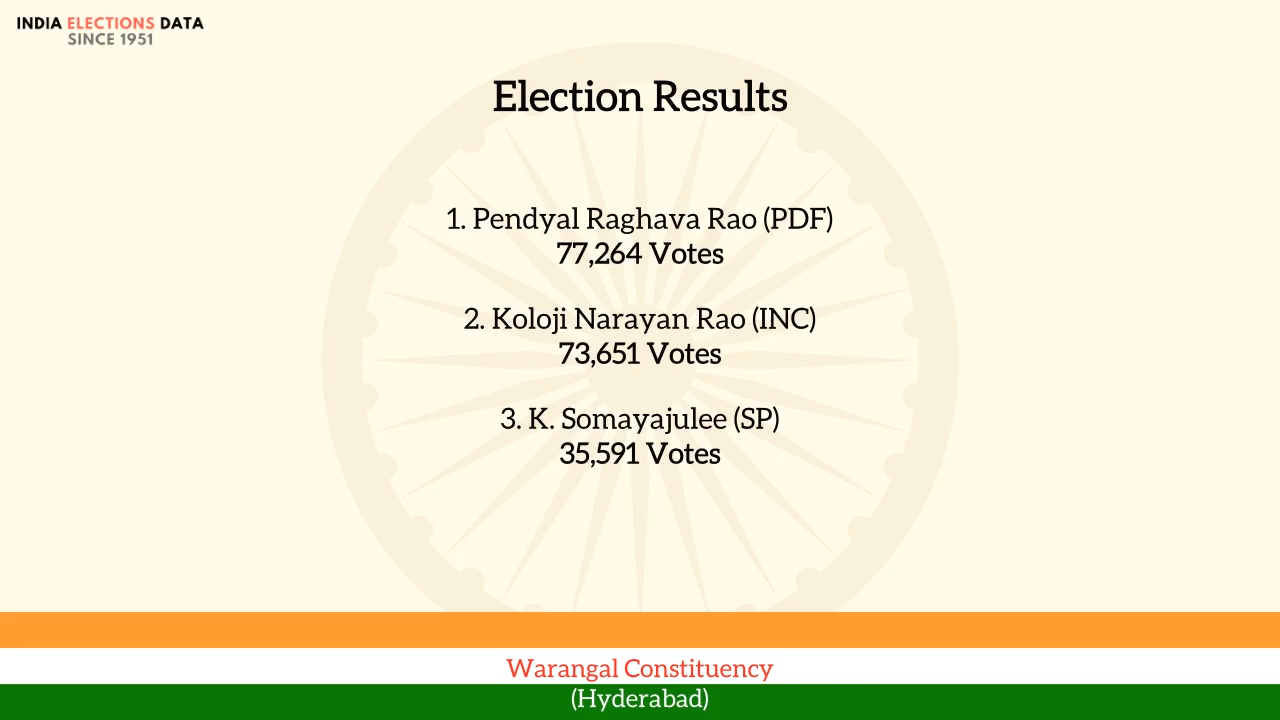 INDIA ELECTIONS DATA
SINCE 1951
Election Results
1. Pendyal Raghava Rao (PDF)
77,264 Votes
2. Koloji Narayan Rao (INC)
73,651 Votes
3. K. Somayajulee (SP)
35,591 Votes
Warangal Constituency
(Hyderabad)